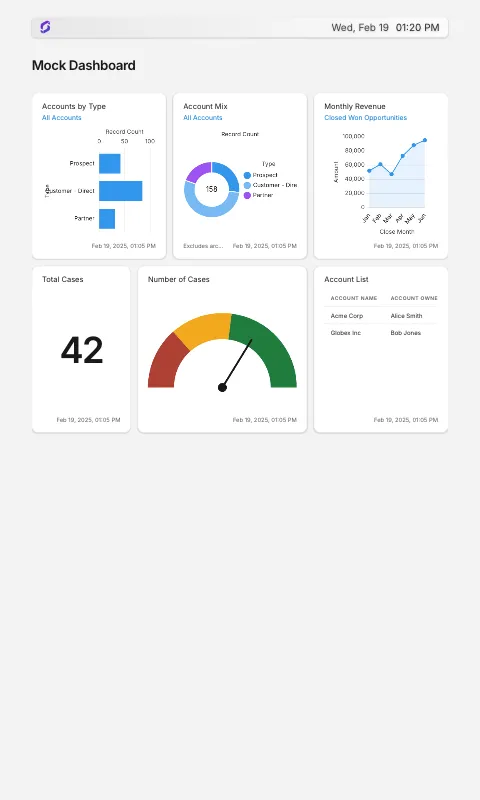 Wed, Feb 19 01:20 PM
Mock Dashboard
Accounts by Type
All Accounts
Record Count
0 50 100
Type
Prospect
Customer - Direct
Partner
Feb 19, 2025, 01:05 PM
Account Mix
All Accounts
Record Count
158
Type
Prospect
Customer - Dire
Partner
Excludes arc...
Feb 19, 2025, 01:05 PM
Monthly Revenue
Closed Won Opportunities
Amount
100,000
80,000
60,000
40,000
20,000
0
Jan Feb Mar Apr May Jun
Close Month
Feb 19, 2025, 01:05 PM
Total Cases
42
Feb 19, 2025, 01:05 PM
Number of Cases
Feb 19, 2025, 01:05 PM
Account List
ACCOUNT NAME ACCOUNT OWNE
Acme Corp Alice Smith
Globex Inc Bob Jones
Feb 19, 2025, 01:05 PM